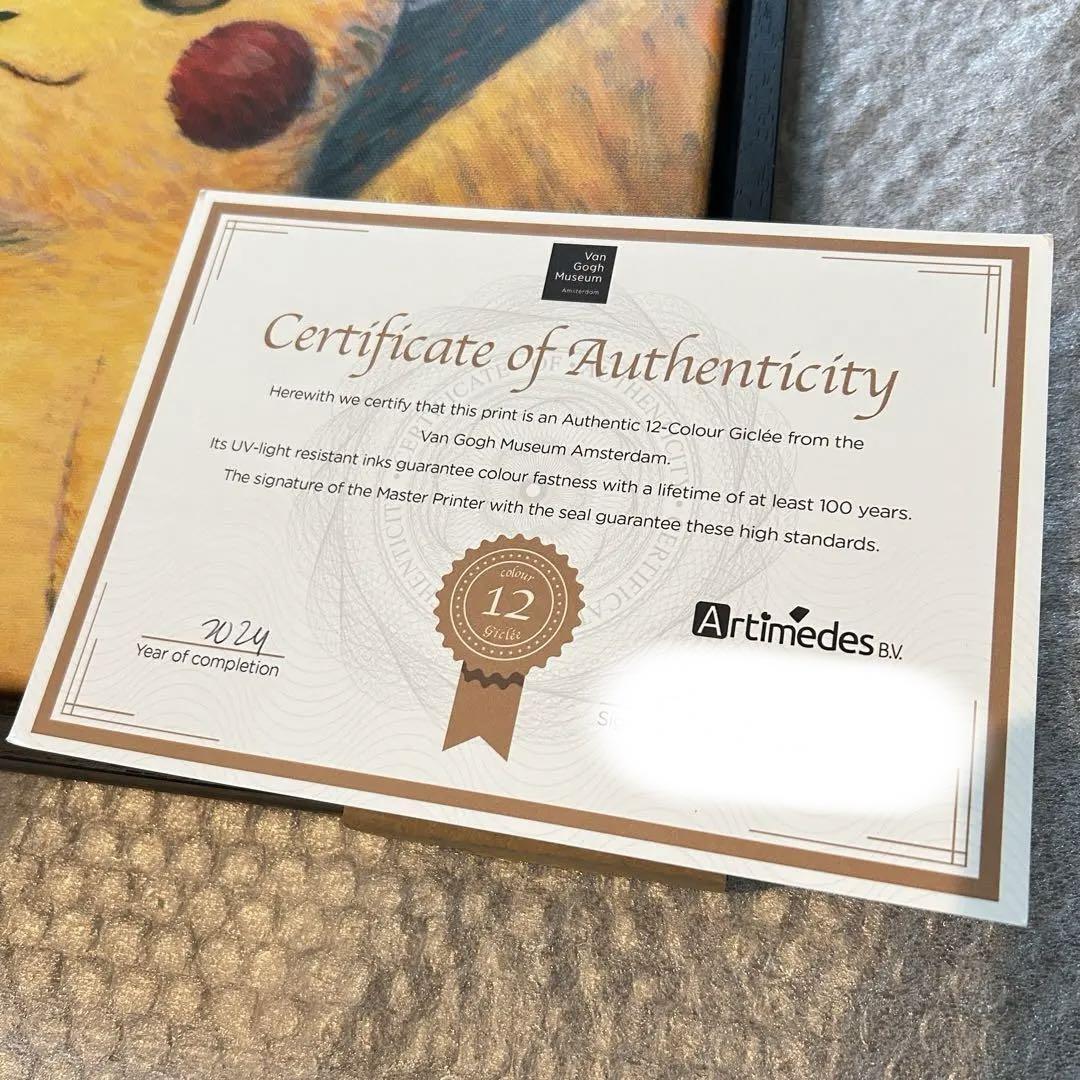 Van
Gogh
Museum
Amsterdam
Certificate of Authenticity
Herewith we certify that this print is an Authentic 12-Colour Giclée from the
Van Gogh Museum Amsterdam.
Its UV-light resistant inks guarantee colour fastness with a lifetime of at least 100 years.
The signature of the Master Printer with the seal guarantee these high standards.
colour
12
Giclée
2024
Year of completion
Artimedes B.V.